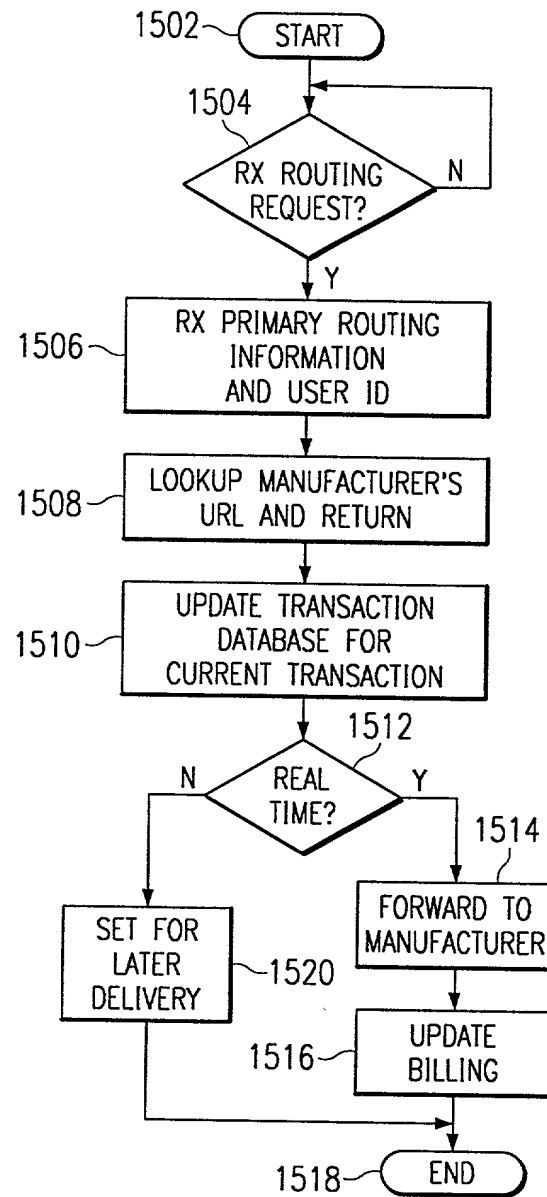 1502
START
1504
RX ROUTING
REQUEST?
N
Y
1506
RX PRIMARY ROUTING
INFORMATION
AND USER ID
1508
LOOKUP MANUFACTURER'S
URL AND RETURN
1510
UPDATE TRANSACTION
DATABASE FOR
CURRENT TRANSACTION
1512
N
REAL
TIME?
Y
1514
FORWARD TO
MANUFACTURER
SET FOR
LATER
DELIVERY
1520
1516
UPDATE
BILLING
1518
END